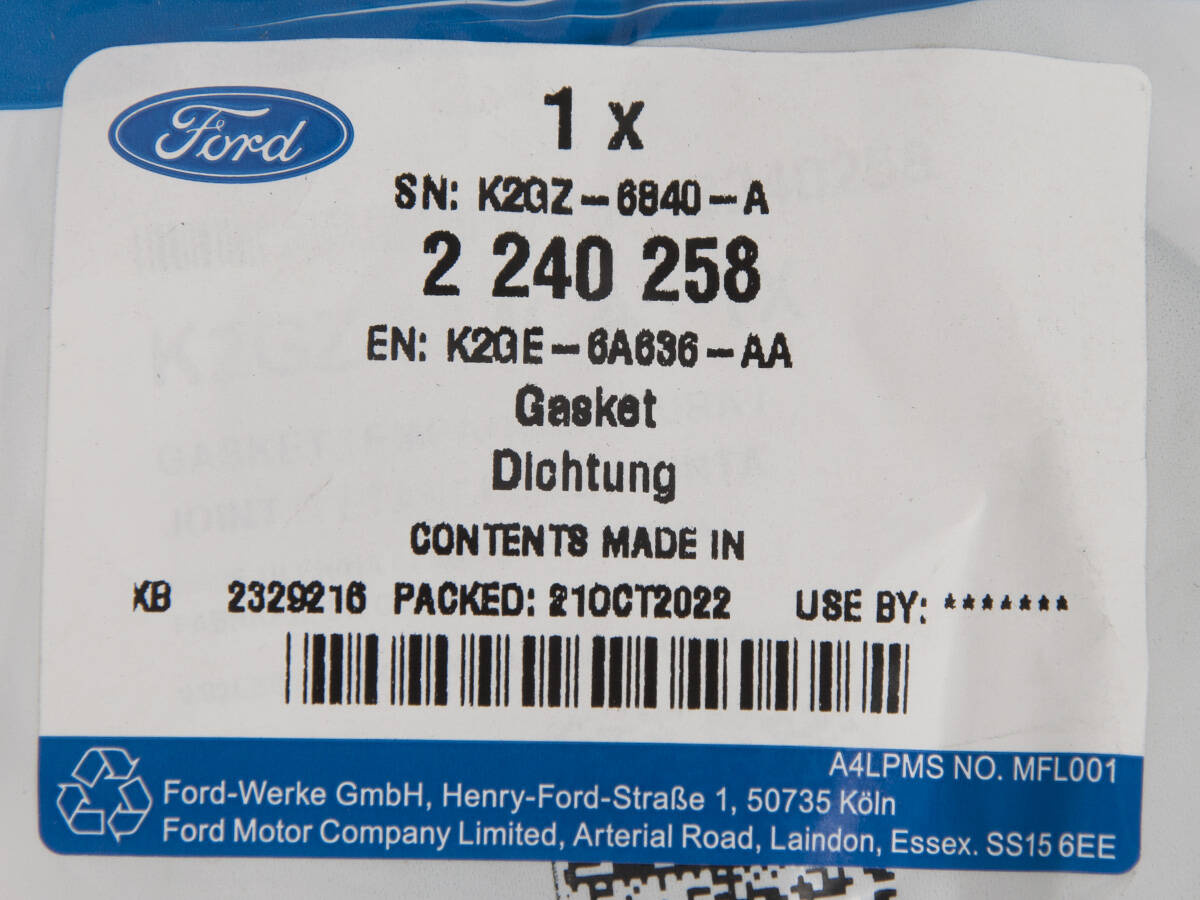 Ford
1 x
SN: K2GZ-6840-A
2 240 258
EN: K2GE-6A636-AA
Gasket
Dichtung
CONTENTS MADE IN
KB 2329216 PACKED: 21OCT2022 USE BY: *******
A4LPMS NO. MFL001
Ford-Werke GmbH, Henry-Ford-Straße 1, 50735 Köln
Ford Motor Company Limited, Arterial Road, Laindon, Essex. SS15 6EE